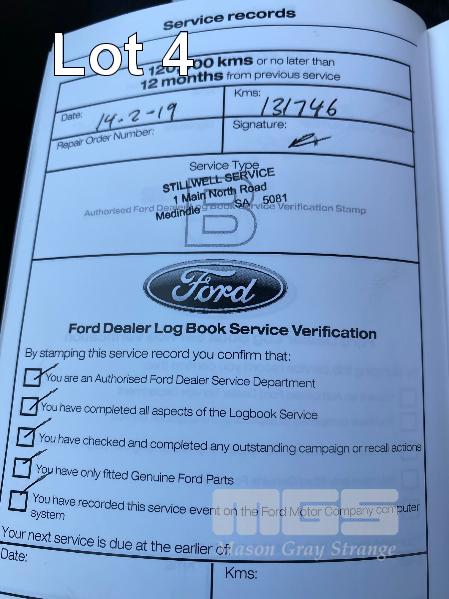 Service records
Lot 4
120,000 kms or no later than
12 months from previous service
Date: 14-2-19
Kms: 131746
Repair Order Number:
Signature:
Service Type
B
STILLWELL SERVICE
1 Main North Road
Medindie SA 5081
Authorised Ford Dealer Log Book Service Verification Stamp
Ford
Ford Dealer Log Book Service Verification
By stamping this service record you confirm that:
You are an Authorised Ford Dealer Service Department
You have completed all aspects of the Logbook Service
You have checked and completed any outstanding campaign or recall actions
You have only fitted Genuine Ford Parts
You have recorded this service event on the Ford Motor Company computer
system
MGS
Mason Gray Strange
Your next service is due at the earlier of:
Date:
Kms: